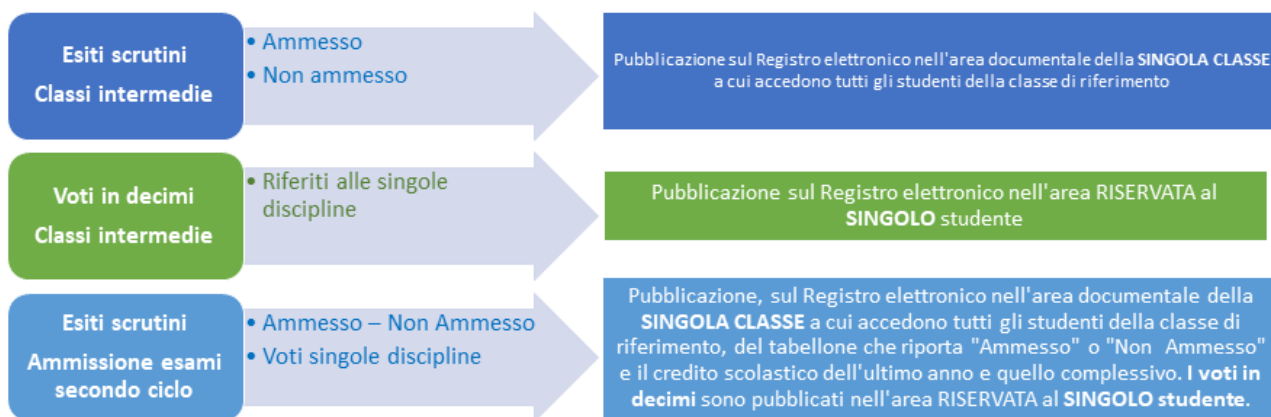 Esiti scrutini
Classi intermedie
• Ammesso
• Non ammesso
Pubblicazione sul Registro elettronico nell'area documentale della SINGOLA CLASSE
a cui accedono tutti gli studenti della classe di riferimento
Voti in decimi
Classi intermedie
• Riferiti alle singole
discipline
Pubblicazione sul Registro elettronico nell'area RISERVATA al
SINGOLO studente
Esiti scrutini
Ammissione esami
secondo ciclo
• Ammesso – Non Ammesso
• Voti singole discipline
Pubblicazione, sul Registro elettronico nell'area documentale della
SINGOLA CLASSE a cui accedono tutti gli studenti della classe di
riferimento, del tabellone che riporta "Ammesso" o "Non Ammesso"
e il credito scolastico dell'ultimo anno e quello complessivo. I voti in
decimi sono pubblicati nell'area RISERVATA al SINGOLO studente.